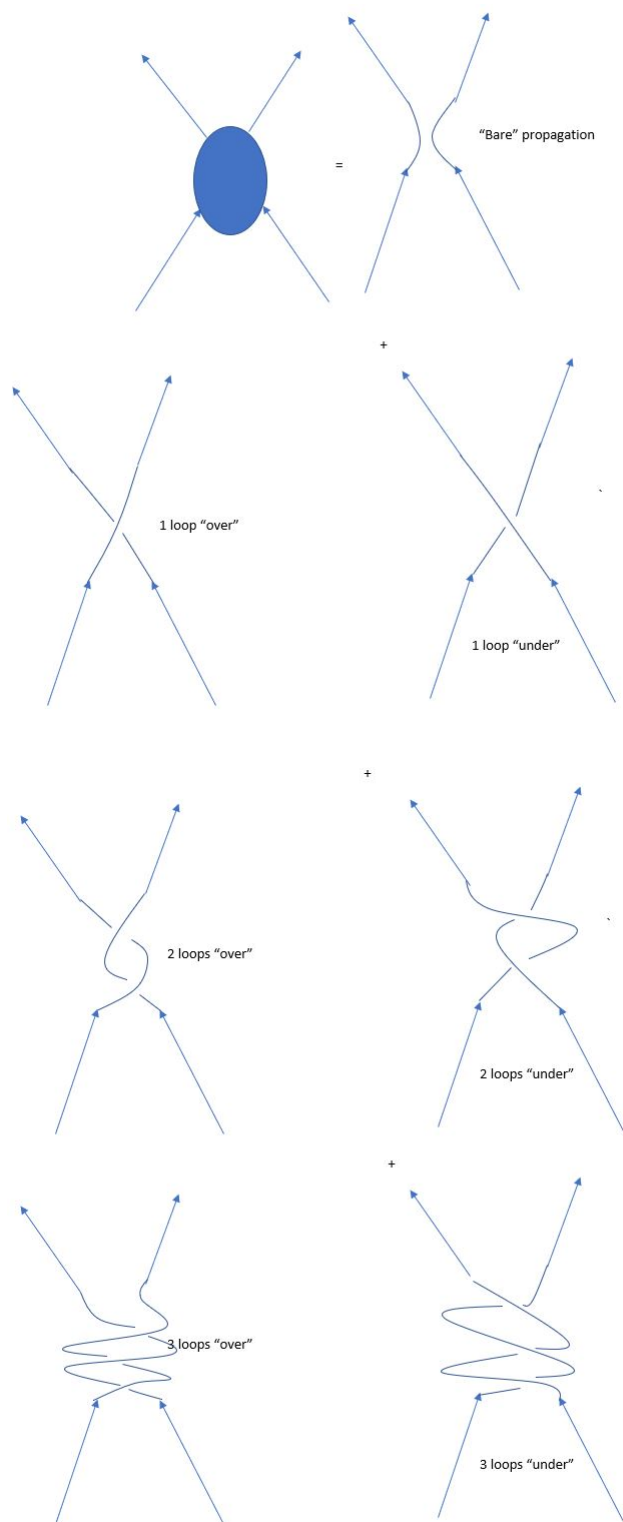 =
“Bare” propagation
+
1 loop “over”
`
1 loop “under”
+
2 loops “over”
`
2 loops “under”
+
3 loops “over”
3 loops “under”